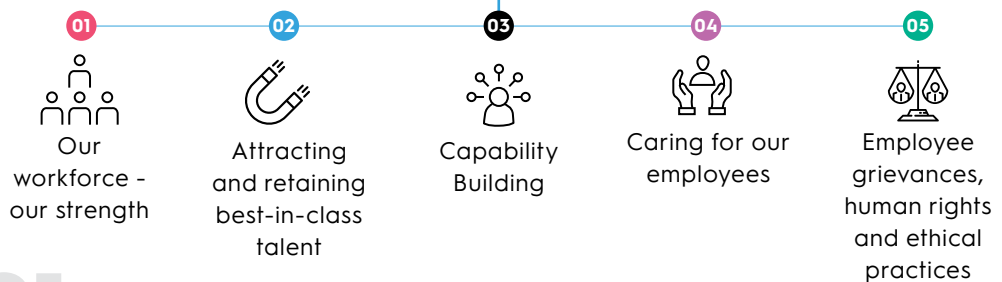 01
Our
workforce -
our strength
02
Attracting
and retaining
best-in-class
talent
03
Capability
Building
04
Caring for our
employees
05
Employee
grievances,
human rights
and ethical
practices